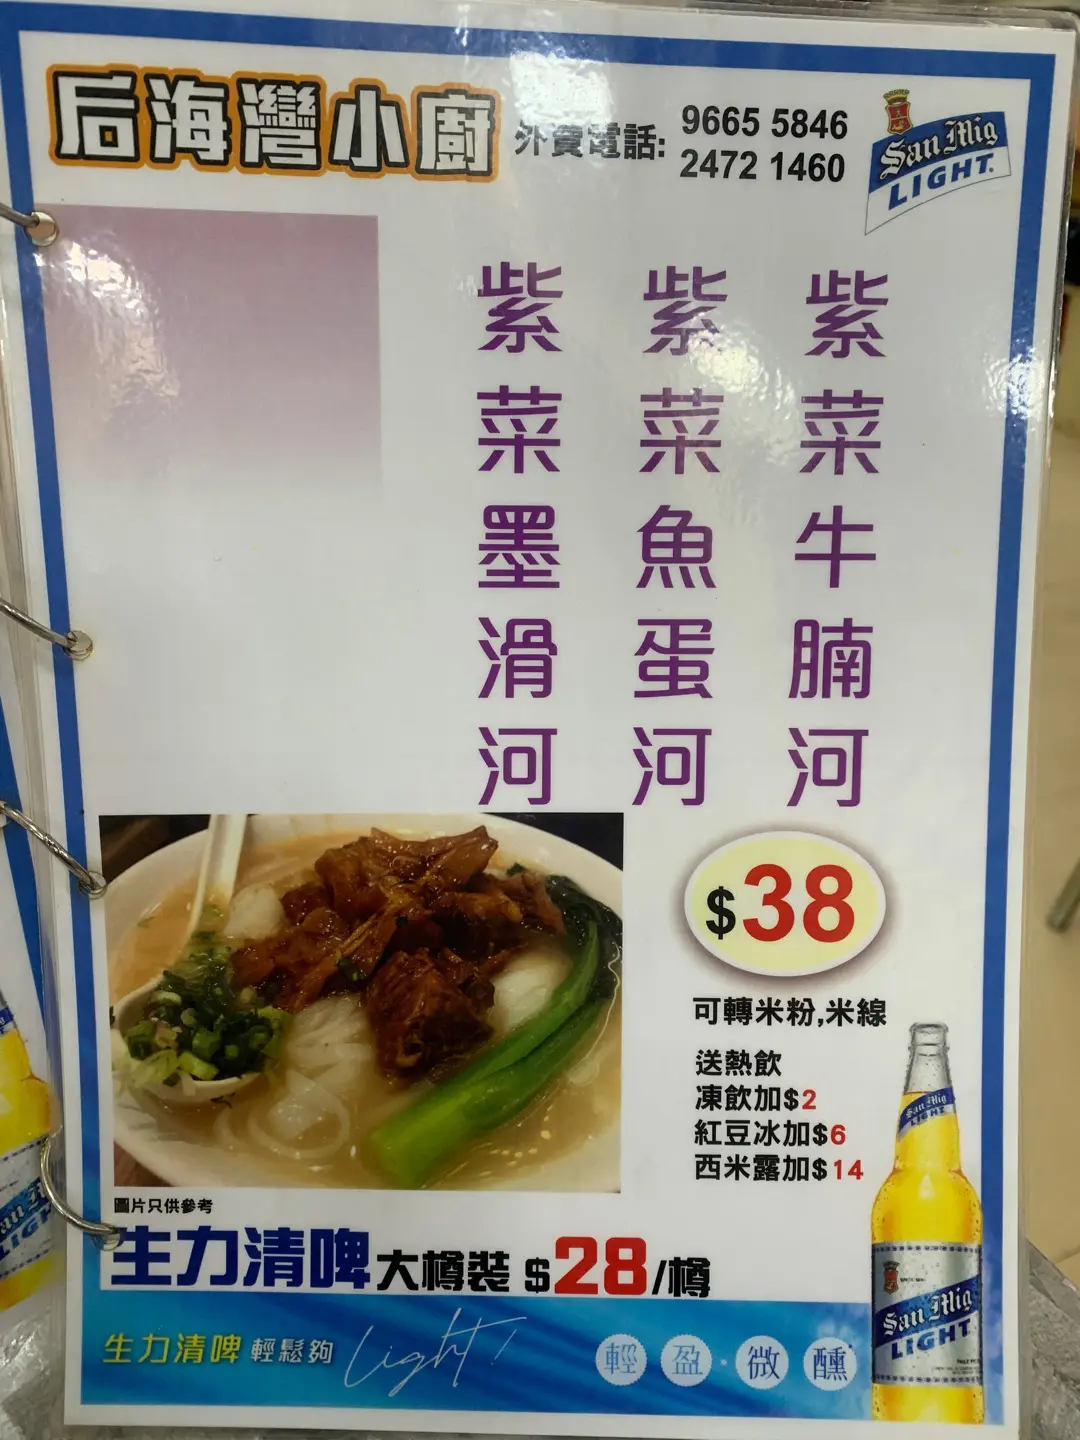 后海灣小廚
外賣電話:
9665 5846
2472 1460
San Mig
LIGHT
紫菜牛腩河
紫菜魚蛋河
紫菜墨滑河
$38
可轉米粉,米線
送熱飲
凍飲加$2
紅豆冰加$6
西米露加$14
圖片只供參考
生力清啤大樽裝 $28/樽
生力清啤 輕鬆夠 Light!
輕盈·微醺
San Mig
LIGHT
San Mig
LIGHT